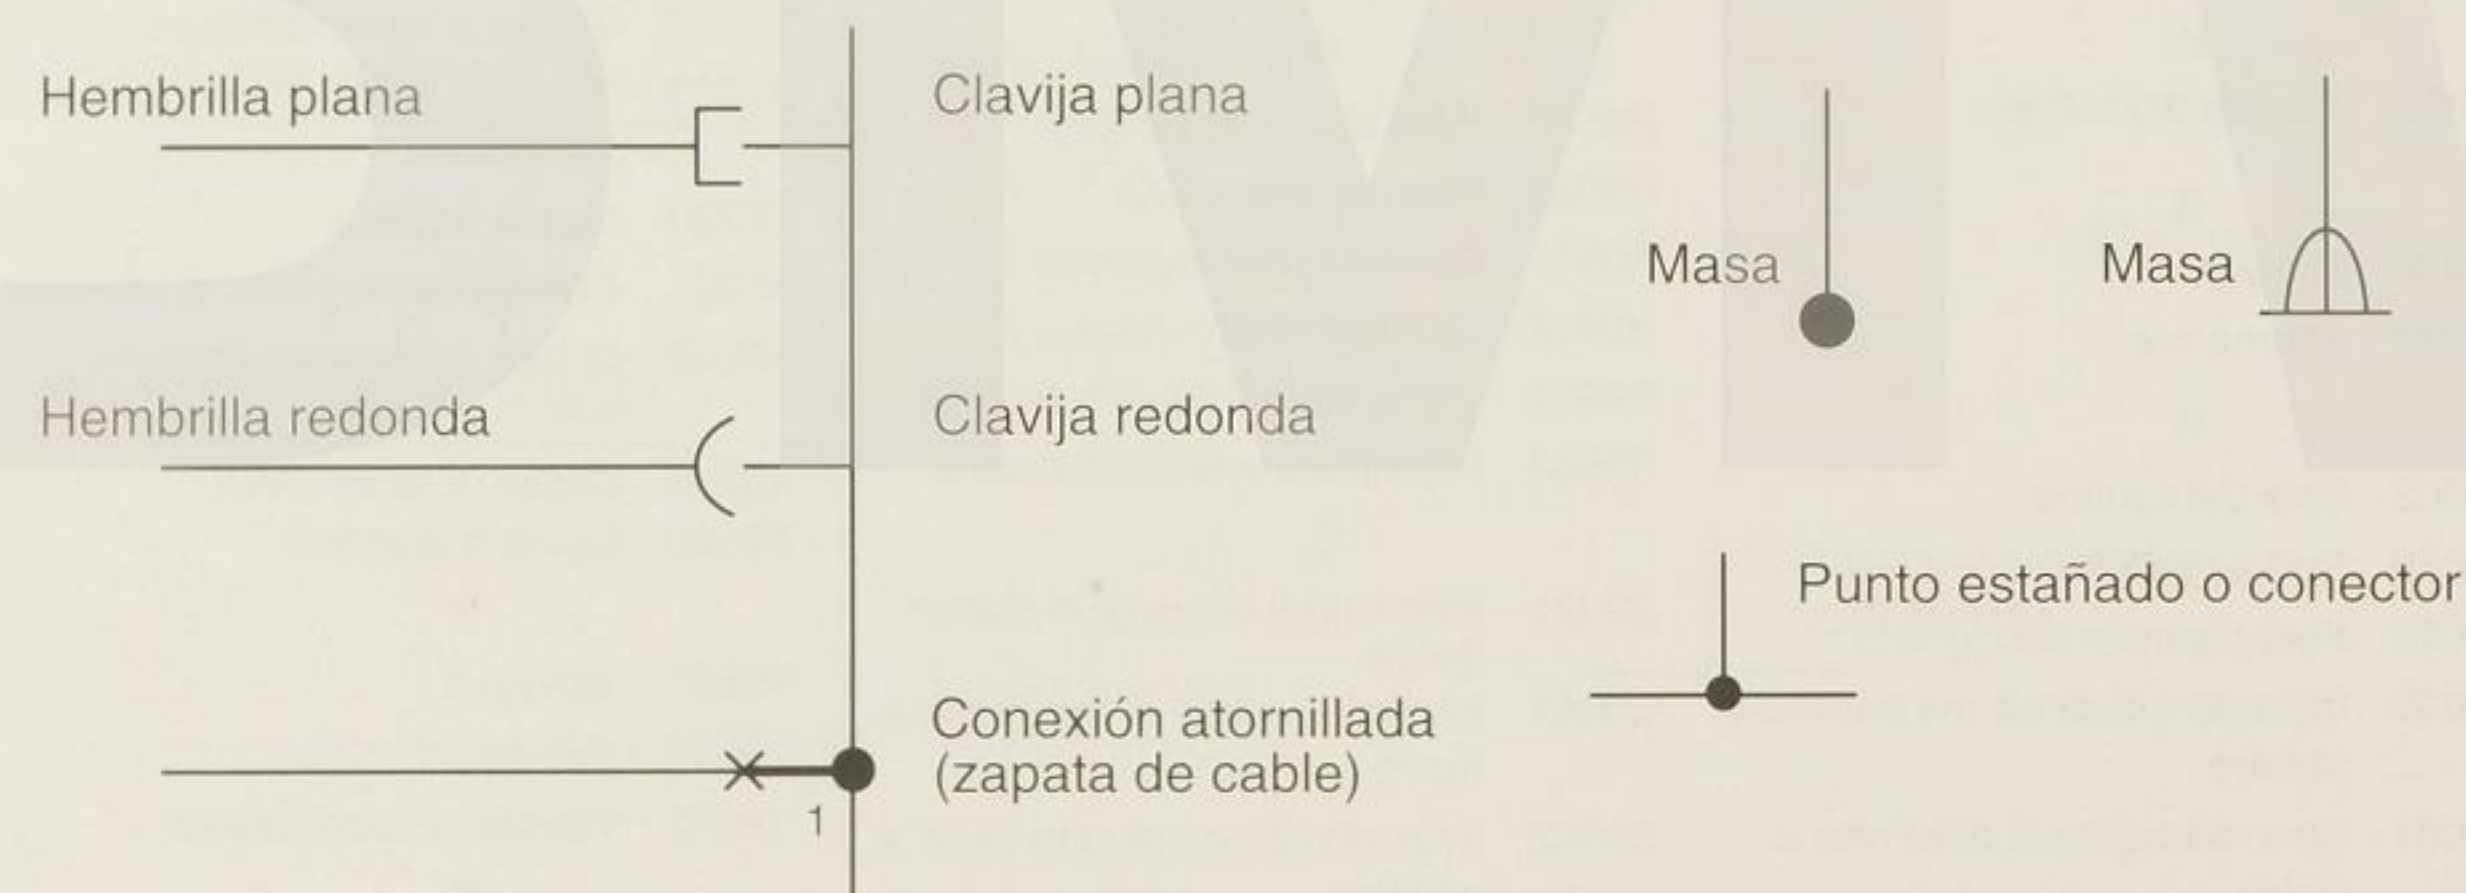 Hembrilla plana
Clavija plana
Masa
Masa
Hembrilla redonda
Clavija redonda
Punto estañado o conector
Conexión atornillada
(zapata de cable)
1